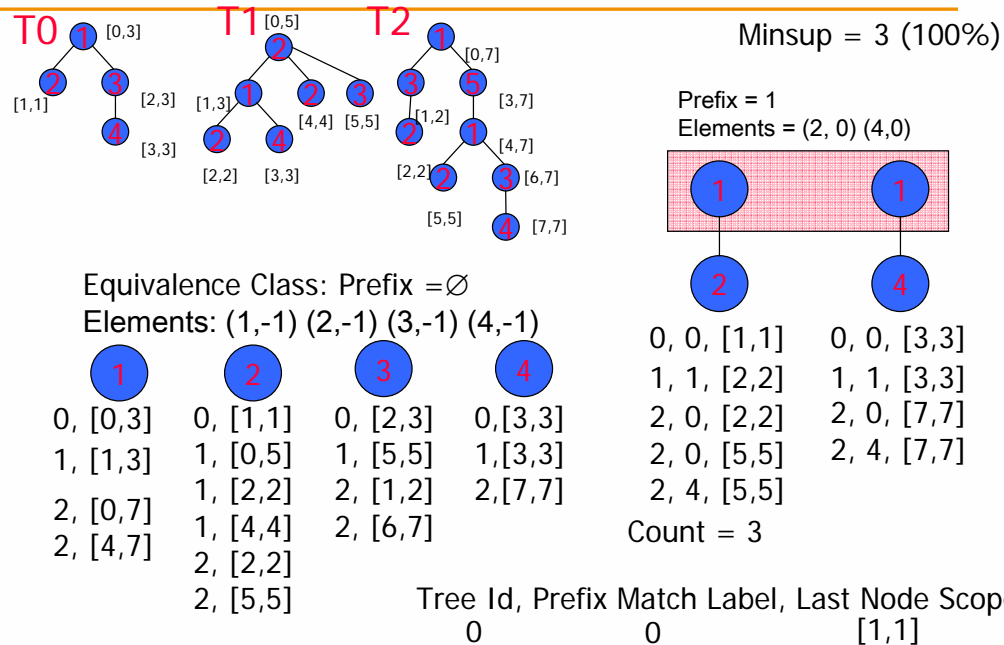 T0 T1 T2 Minsup = 3 (100%)
1 [0,3]
2 3
[1,1] [2,3]
4
[3,3]
[0,5]
2
1 2 3
[1,3] [4,4] [5,5]
2 4
[2,2] [3,3]
1
[0,7]
3 5
[3,7]
2 [1,2] 1
[2,2] [4,7]
2 3 [6,7]
[5,5]
4 [7,7]
Prefix = 1
Elements = (2, 0) (4,0)
1 1
2 4
0, 0, [1,1] 0, 0, [3,3]
1, 1, [2,2] 1, 1, [3,3]
2, 0, [2,2] 2, 0, [7,7]
2, 0, [5,5] 2, 4, [7,7]
2, 4, [5,5]
Count = 3
Equivalence Class: Prefix =∅
Elements: (1,-1) (2,-1) (3,-1) (4,-1)
1 2 3 4
0, [0,3] 0, [1,1] 0, [2,3] 0,[3,3]
1, [1,3] 1, [0,5] 1, [5,5] 1,[3,3]
2, [0,7] 1, [2,2] 2, [1,2] 2,[7,7]
2, [4,7] 1, [4,4] 2, [6,7]
2, [2,2]
2, [5,5]
Tree Id, Prefix Match Label, Last Node Scope
0 0 [1,1]